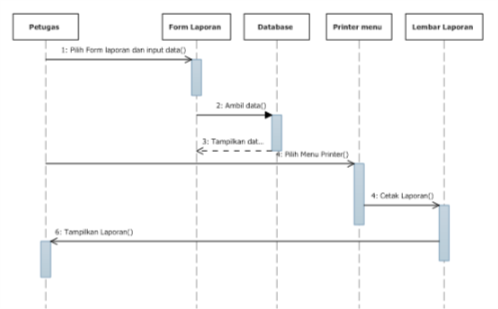 Petugas
Form Laporan
Database
Printer menu
Lembar Laporan
1: Pilih Form laporan dan input data()
2: Ambil data()
3: Tampilkan dat...
4: Pilih Menu Printer()
4: Cetak Laporan()
6: Tampilkan Laporan()